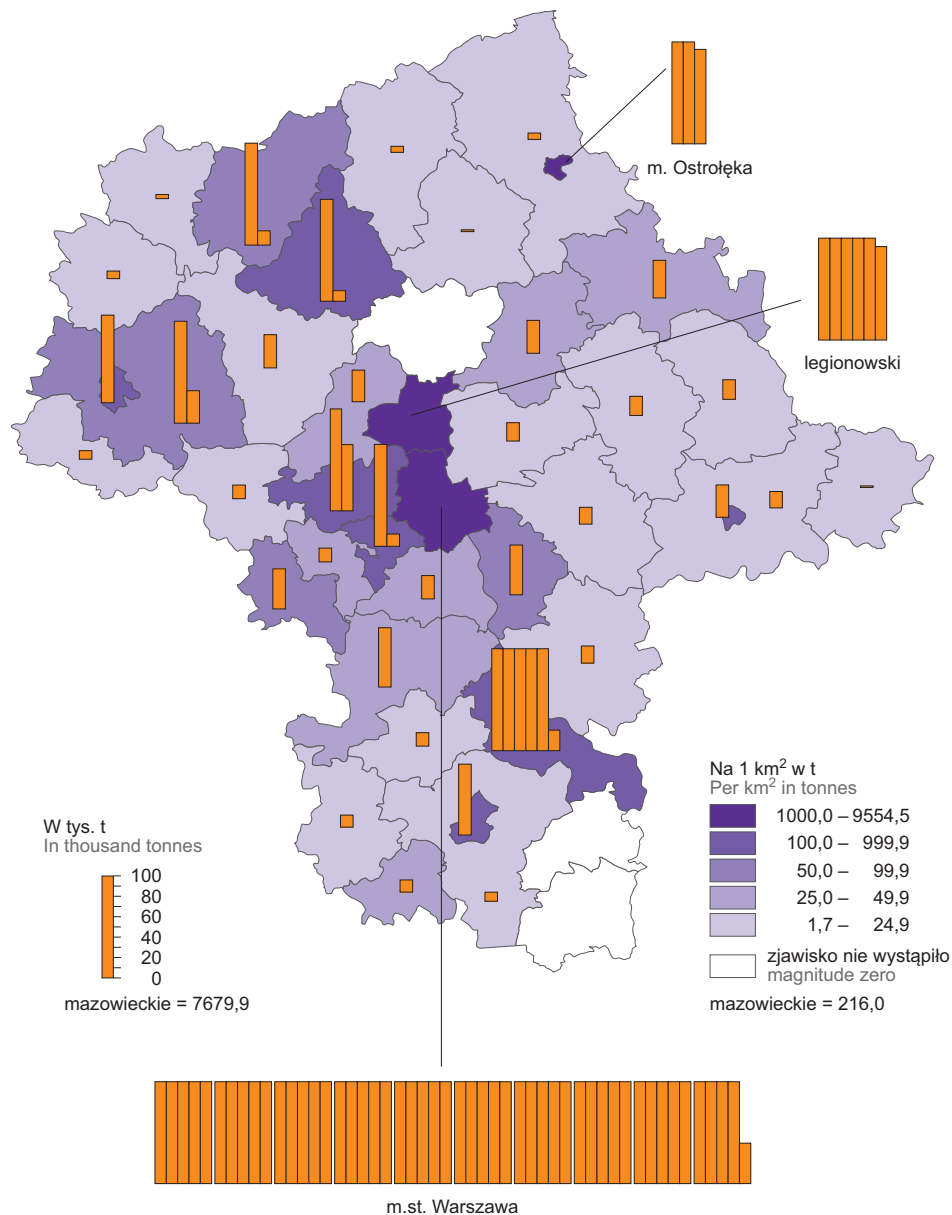 m. Ostrołęka
legionowski
W tys. t
In thousand tonnes
100
80
60
40
20
0
mazowieckie = 7679,9
Na 1 km² w t
Per km² in tonnes
1000,0 – 9554,5
100,0 – 999,9
50,0 – 99,9
25,0 – 49,9
1,7 – 24,9
zjawisko nie wystąpiło
magnitude zero
mazowieckie = 216,0
m.st. Warszawa